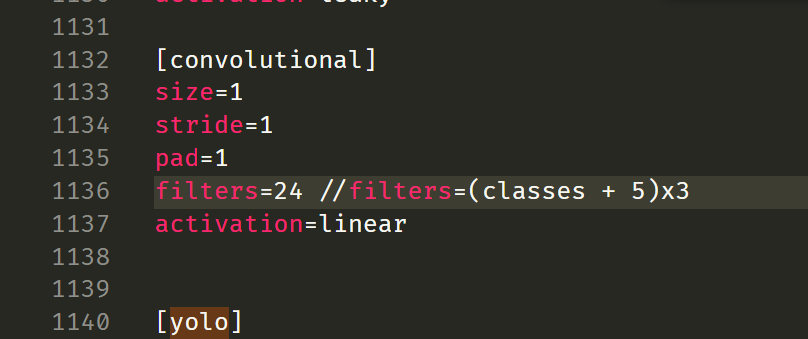 1131
1132 [convolutional]
1133 size=1
1134 stride=1
1135 pad=1
1136 filters=24 //filters=(classes + 5)x3
1137 activation=linear
1138
1139
1140 [yolo]